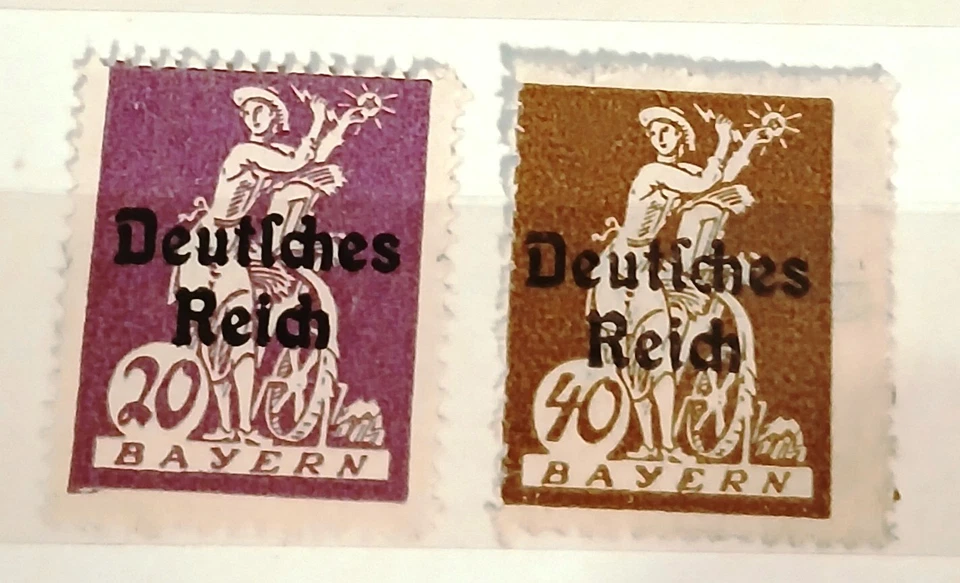 Deutſches
Reich
20
BAYERN
Deutſches
Reich
40
BAYERN